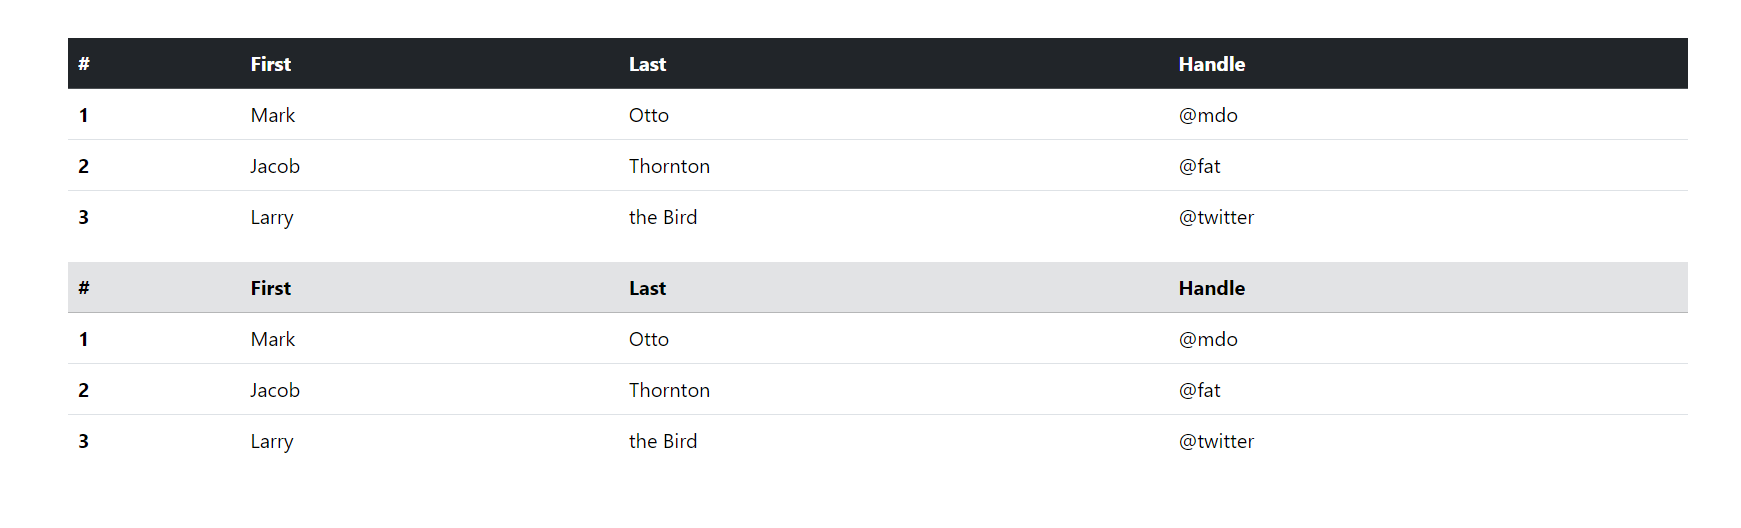 # First Last Handle
1 Mark Otto @mdo
2 Jacob Thornton @fat
3 Larry the Bird @twitter
# First Last Handle
1 Mark Otto @mdo
2 Jacob Thornton @fat
3 Larry the Bird @twitter